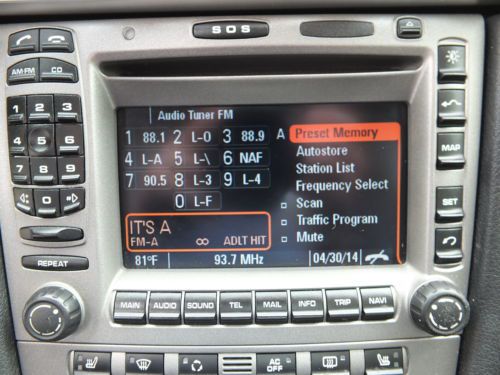 SOS
AM·FM CD
1 2 3
4 5 6
7 8 9
0
MAP
SET
REPEAT
Audio Tuner FM
1 88.1 2 L-0 3 88.9 A Preset Memory
4 L-A 5 L-\ 6 NAF Autostore
7 90.5 8 L-3 9 L-4 Station List
0 L-F Frequency Select
Scan
IT'S A Traffic Program
FM-A ∞ ADLT HIT Mute
81°F 93.7 MHz 04/30/14
MAIN AUDIO SOUND TEL MAIL INFO TRIP NAVI
AC OFF